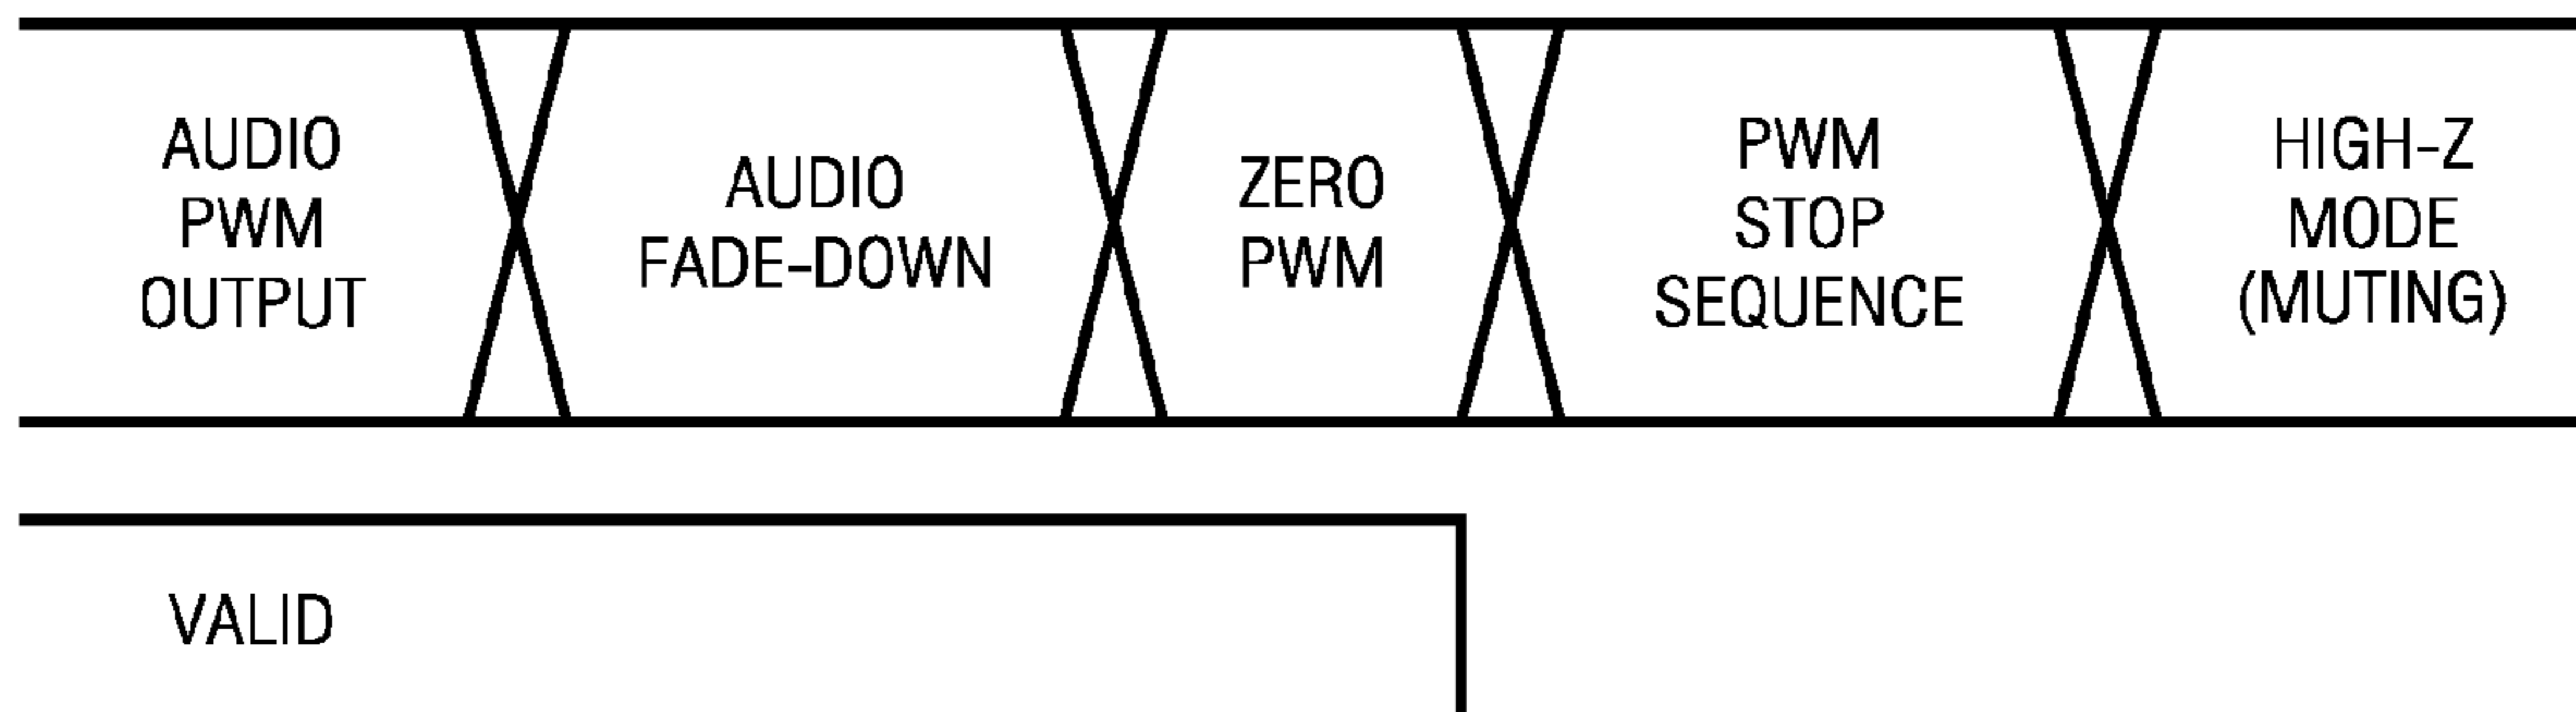 AUDIO
PWM
OUTPUT
AUDIO
FADE-DOWN
ZERO
PWM
PWM
STOP
SEQUENCE
HIGH-Z
MODE
(MUTING)
VALID